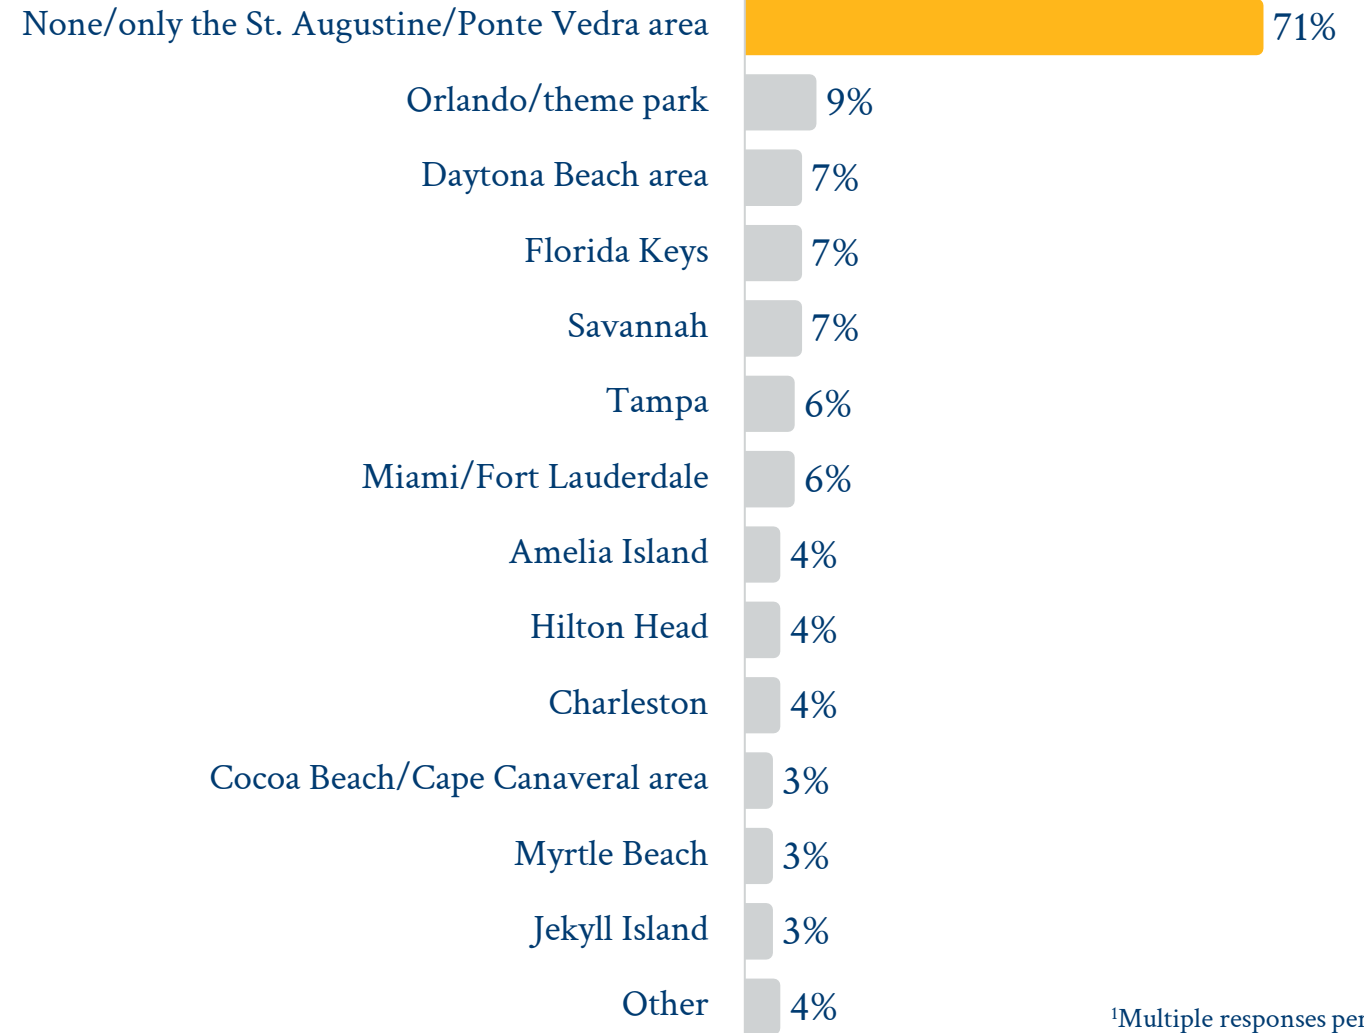 None/only the St. Augustine/Ponte Vedra area 71%
Orlando/theme park 9%
Daytona Beach area 7%
Florida Keys 7%
Savannah 7%
Tampa 6%
Miami/Fort Lauderdale 6%
Amelia Island 4%
Hilton Head 4%
Charleston 4%
Cocoa Beach/Cape Canaveral area 3%
Myrtle Beach 3%
Jekyll Island 3%
Other 4%
¹Multiple responses per